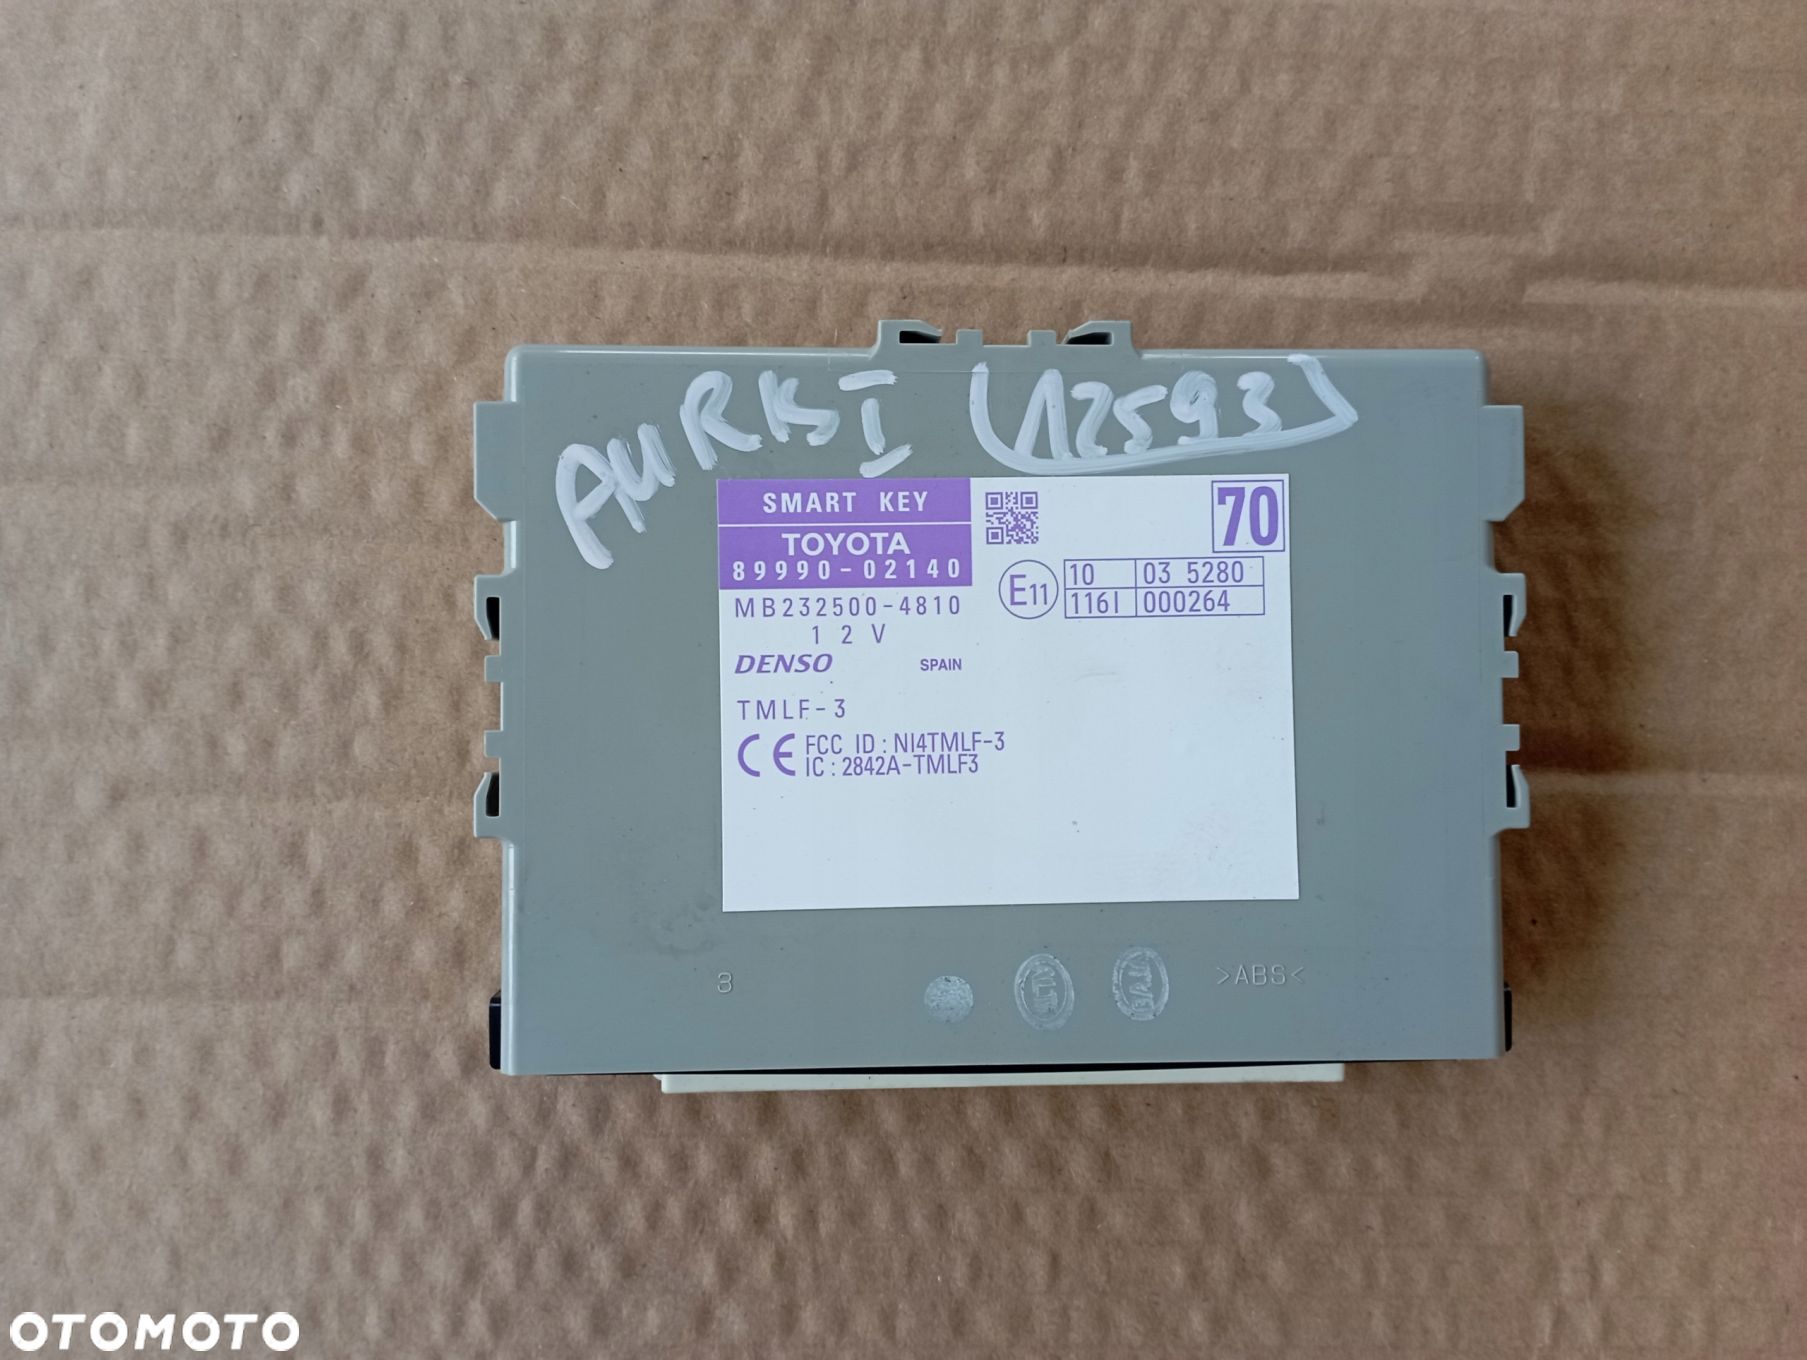 AURIS I (12593)
SMART KEY
TOYOTA
89990-02140
70
MB232500-4810
12V
E11
10 03 5280
116I 000264
DENSO SPAIN
TMLF-3
CE FCC ID : NI4TMLF-3
IC : 2842A-TMLF3
3 >ABS<
OTOMOTO